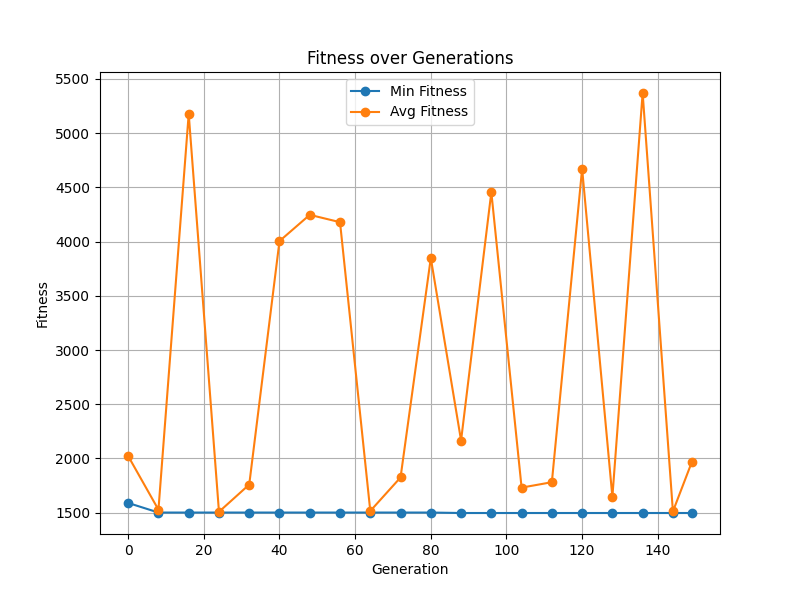 Fitness over Generations
Min Fitness
Avg Fitness
5500
5000
4500
4000
3500
3000
2500
2000
1500
Fitness
0 20 40 60 80 100 120 140
Generation